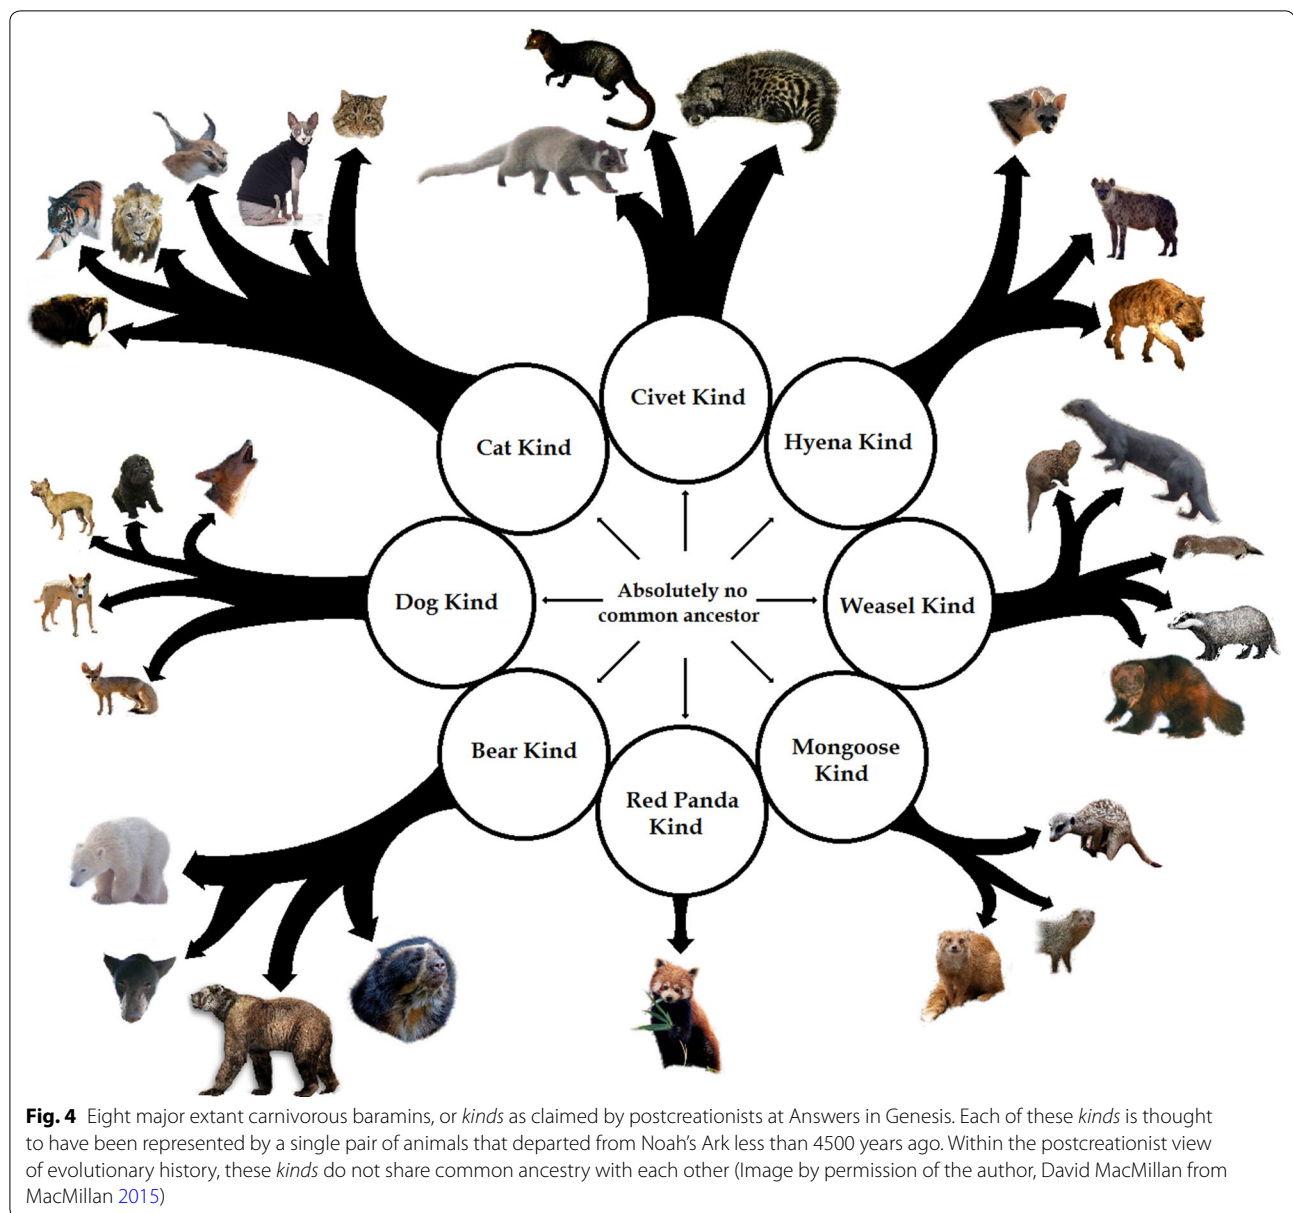 Civet Kind
Cat Kind
Hyena Kind
Dog Kind
Absolutely no
common ancestor
Weasel Kind
Bear Kind
Mongoose
Kind
Red Panda
Kind
Fig. 4 Eight major extant carnivorous baramins, or kinds as claimed by postcreationists at Answers in Genesis. Each of these kinds is thought
to have been represented by a single pair of animals that departed from Noah's Ark less than 4500 years ago. Within the postcreationist view
of evolutionary history, these kinds do not share common ancestry with each other (Image by permission of the author, David MacMillan from
MacMillan 2015)